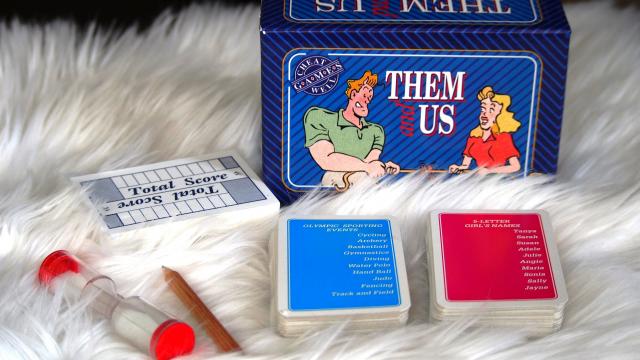 THEM
and US
CHEAT
GAMES
WELL
THEM
and
US
Total Score
Total Score
OLYMPIC SPORTING
EVENTS
Cycling
Archery
Basketball
Gymnastics
Diving
Water Polo
Hand Ball
Judo
Fencing
Track and Field
5-LETTER
GIRL'S NAMES
Tanya
Sarah
Susan
Adele
Julie
Angie
Maria
Sonia
Sally
Jayne